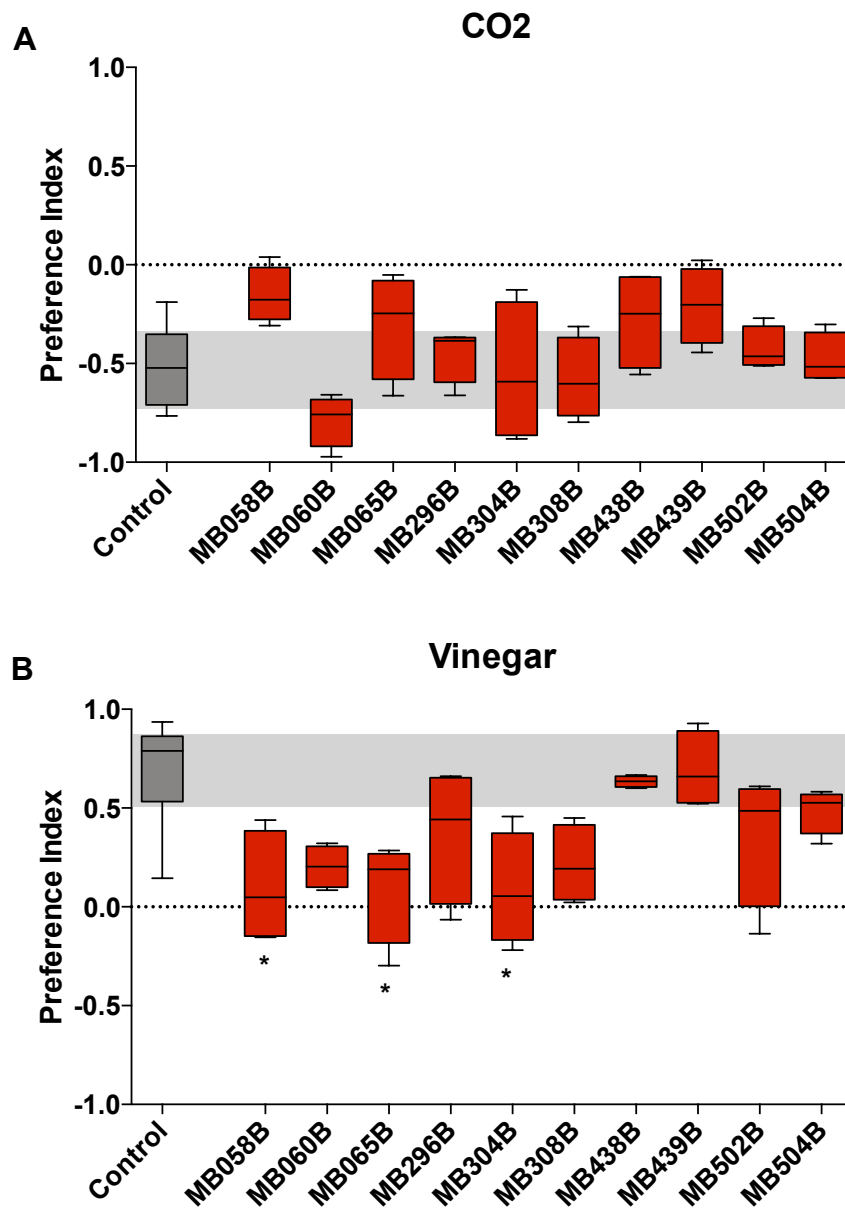 A
CO2
Preference Index
1.0
0.5
0.0
-0.5
-1.0
Control
MB058B
MB060B
MB065B
MB296B
MB304B
MB308B
MB438B
MB439B
MB502B
MB504B
B
Vinegar
Preference Index
1.0
0.5
0.0
-0.5
-1.0
*
*
*
Control
MB058B
MB060B
MB065B
MB296B
MB304B
MB308B
MB438B
MB439B
MB502B
MB504B